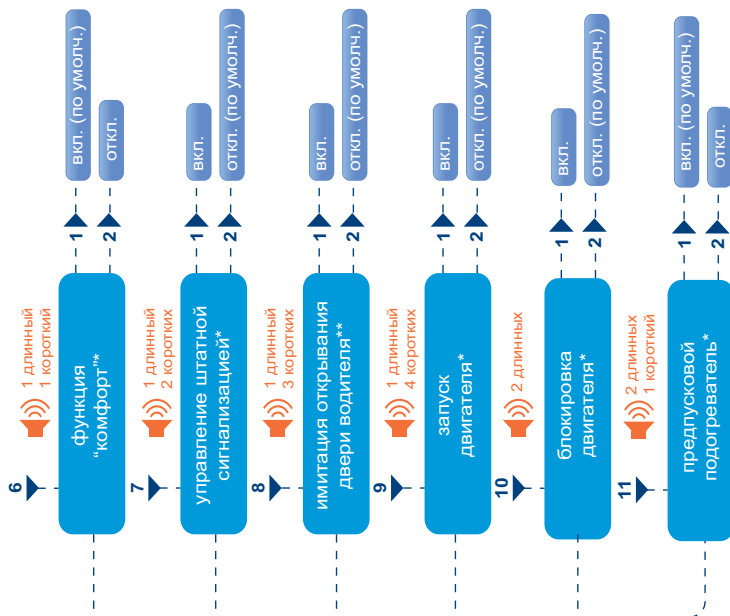 6
1 длинный
1 короткий
функция
“комфорт”*
1
вкл. (по умолч.)
2
откл.
7
1 длинный
2 коротких
управление штатной
сигнализацией*
1
вкл.
2
откл. (по умолч.)
8
1 длинный
3 коротких
имитация открывания
двери водителя**
1
вкл.
2
откл. (по умолч.)
9
1 длинный
4 коротких
запуск
двигателя*
1
вкл.
2
откл. (по умолч.)
10
2 длинных
блокировка
двигателя*
1
вкл.
2
откл. (по умолч.)
11
2 длинных
1 короткий
предпусковой
подогреватель*
1
вкл. (по умолч.)
2
откл.